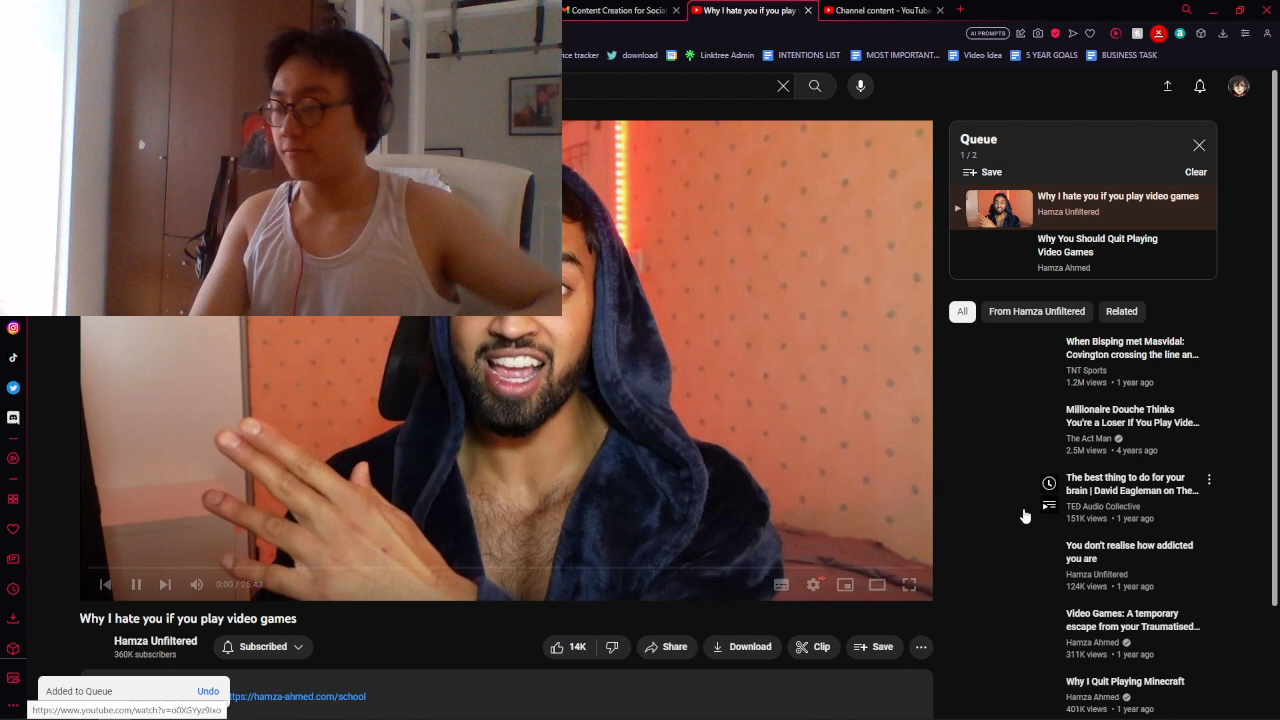 Content Creation for Social
Why I hate you if you play
Channel content - YouTube
AI PROMPTS
nce tracker
download
Linktree Admin
INTENTIONS LIST
MOST IMPORTANT...
Video Idea
5 YEAR GOALS
BUSINESS TASK
Queue
1 / 2
Save
Clear
Why I hate you if you play video games
Hamza Unfiltered
Why You Should Quit Playing
Video Games
Hamza Ahmed
All
From Hamza Unfiltered
Related
When Bisping met Masvidal:
Covington crossing the line an...
TNT Sports
1.2M views • 1 year ago
Millionaire Douche Thinks
You're a Loser If You Play Vide...
The Act Man
2.5M views • 4 years ago
The best thing to do for your
brain | David Eagleman on The...
TED Audio Collective
151K views • 1 year ago
You don't realise how addicted
you are
Hamza Unfiltered
124K views • 1 year ago
Video Games: A temporary
escape from your Traumatised...
Hamza Ahmed
311K views • 1 year ago
Why I Quit Playing Minecraft
Hamza Ahmed
401K views • 1 year ago
0:00 / 25:43
Why I hate you if you play video games
Hamza Unfiltered
360K subscribers
Subscribed
14K
Share
Download
Clip
Save
ttps://hamza-ahmed.com/school
Added to Queue
Undo
https://www.youtube.com/watch?v=o0XGYyz9ixo